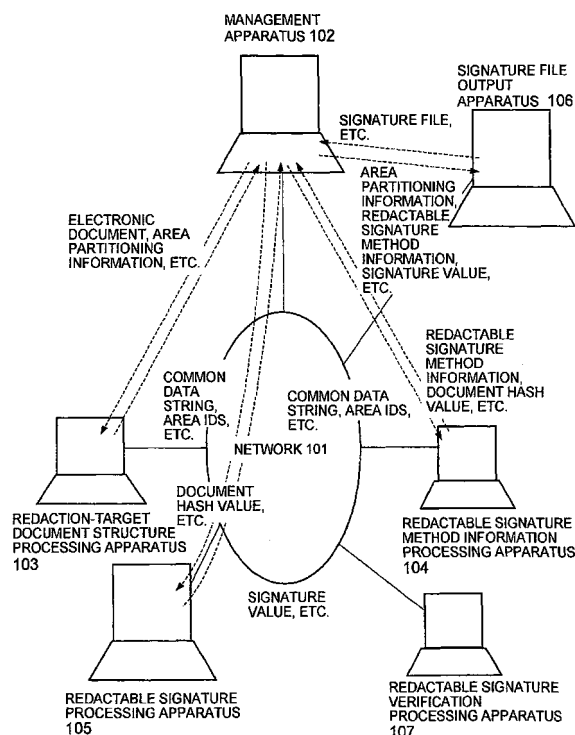 MANAGEMENT
APPARATUS 102
SIGNATURE FILE
OUTPUT
APPARATUS 106
SIGNATURE FILE,
ETC.
AREA
PARTITIONING
INFORMATION,
REDACTABLE
SIGNATURE
METHOD
INFORMATION,
SIGNATURE VALUE,
ETC.
ELECTRONIC
DOCUMENT, AREA
PARTITIONING
INFORMATION, ETC.
REDACTABLE
SIGNATURE
METHOD
INFORMATION,
DOCUMENT HASH
VALUE, ETC.
COMMON
DATA
STRING,
AREA IDS,
ETC.
COMMON DATA
STRING, AREA IDS,
ETC.
NETWORK 101
REDACTION-TARGET
DOCUMENT STRUCTURE
PROCESSING APPARATUS
103
DOCUMENT
HASH VALUE,
ETC.
REDACTABLE SIGNATURE
METHOD INFORMATION
PROCESSING APPARATUS
104
SIGNATURE
VALUE, ETC.
REDACTABLE SIGNATURE
PROCESSING APPARATUS
105
REDACTABLE SIGNATURE
VERIFICATION
PROCESSING APPARATUS
107